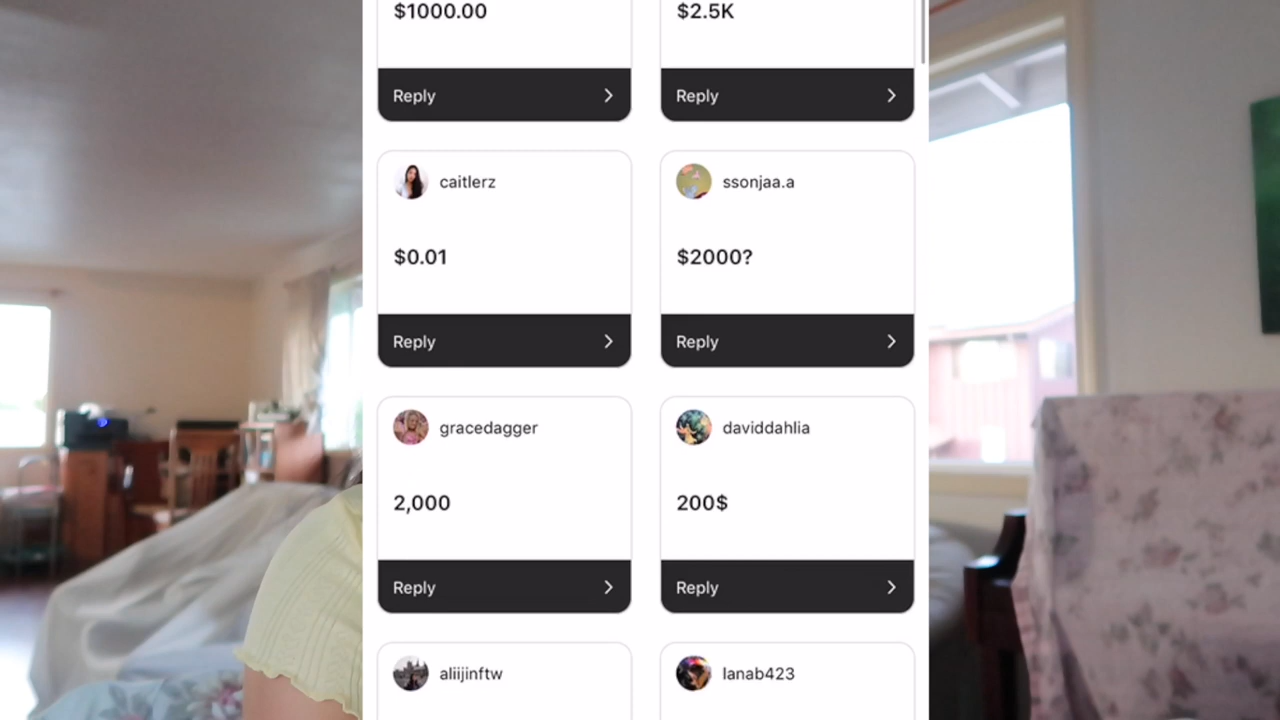 $1000.00
$2.5K
Reply
Reply
caitlerz
ssonjaa.a
$0.01
$2000?
Reply
Reply
gracedagger
daviddahlia
2,000
200$
Reply
Reply
aliijinftw
lanab423